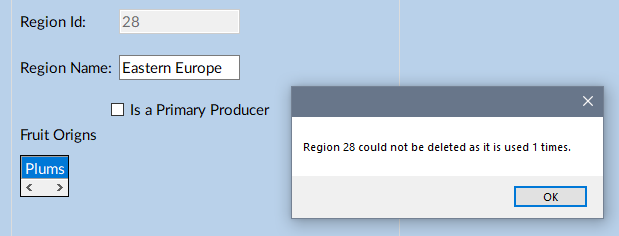 Region Id: 28
Region Name: Eastern Europe
Is a Primary Producer
Fruit Origns
Plums
Region 28 could not be deleted as it is used 1 times.
OK